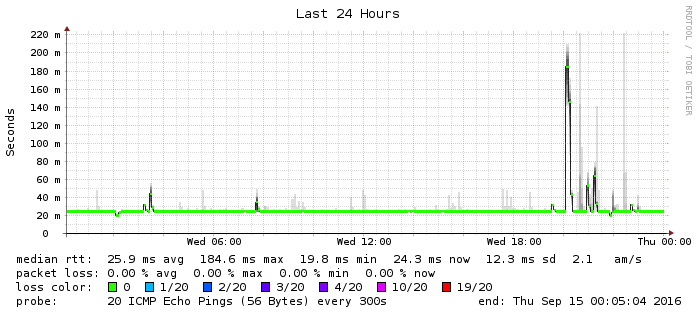 Last 24 Hours
RRDTOOL / TOBI OETIKER
Seconds
220 m
200 m
180 m
160 m
140 m
120 m
100 m
80 m
60 m
40 m
20 m
0
Wed 06:00 Wed 12:00 Wed 18:00 Thu 00:00
median rtt: 25.9 ms avg 184.6 ms max 19.8 ms min 24.3 ms now 12.3 ms sd 2.1 am/s
packet loss: 0.00 % avg 0.00 % max 0.00 % min 0.00 % now
loss color: 0 1/20 2/20 3/20 4/20 10/20 19/20
probe: 20 ICMP Echo Pings (56 Bytes) every 300s end: Thu Sep 15 00:05:04 2016